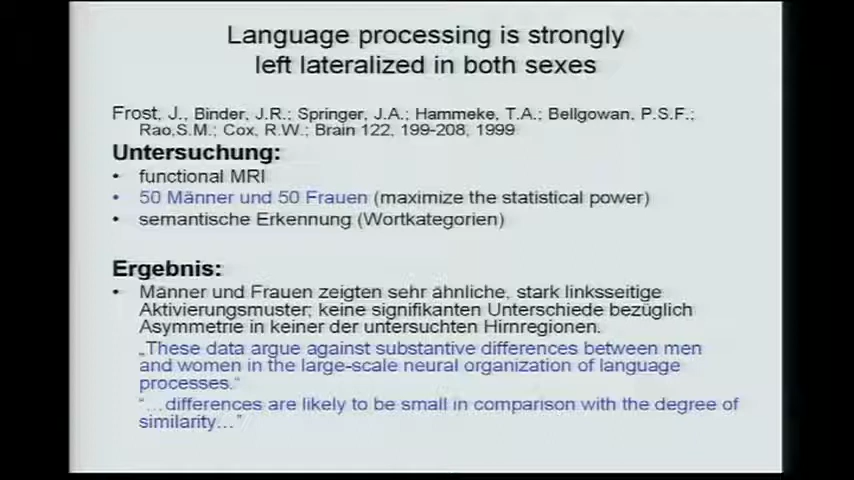 Language processing is strongly
left lateralized in both sexes
Frost, J., Binder, J.R.; Springer, J.A.; Hammeke, T.A.; Bellgowan, P.S.F.;
Rao,S.M.; Cox, R.W.; Brain 122, 199-208, 1999
Untersuchung:
• functional MRI
• 50 Männer und 50 Frauen (maximize the statistical power)
• semantische Erkennung (Wortkategorien)
Ergebnis:
• Männer und Frauen zeigten sehr ähnliche, stark linksseitige
Aktivierungsmuster; keine signifikanten Unterschiede bezüglich
Asymmetrie in keiner der untersuchten Hirnregionen.
„These data argue against substantive differences between men
and women in the large-scale neural organization of language
processes.“
“…differences are likely to be small in comparison with the degree of
similarity…”